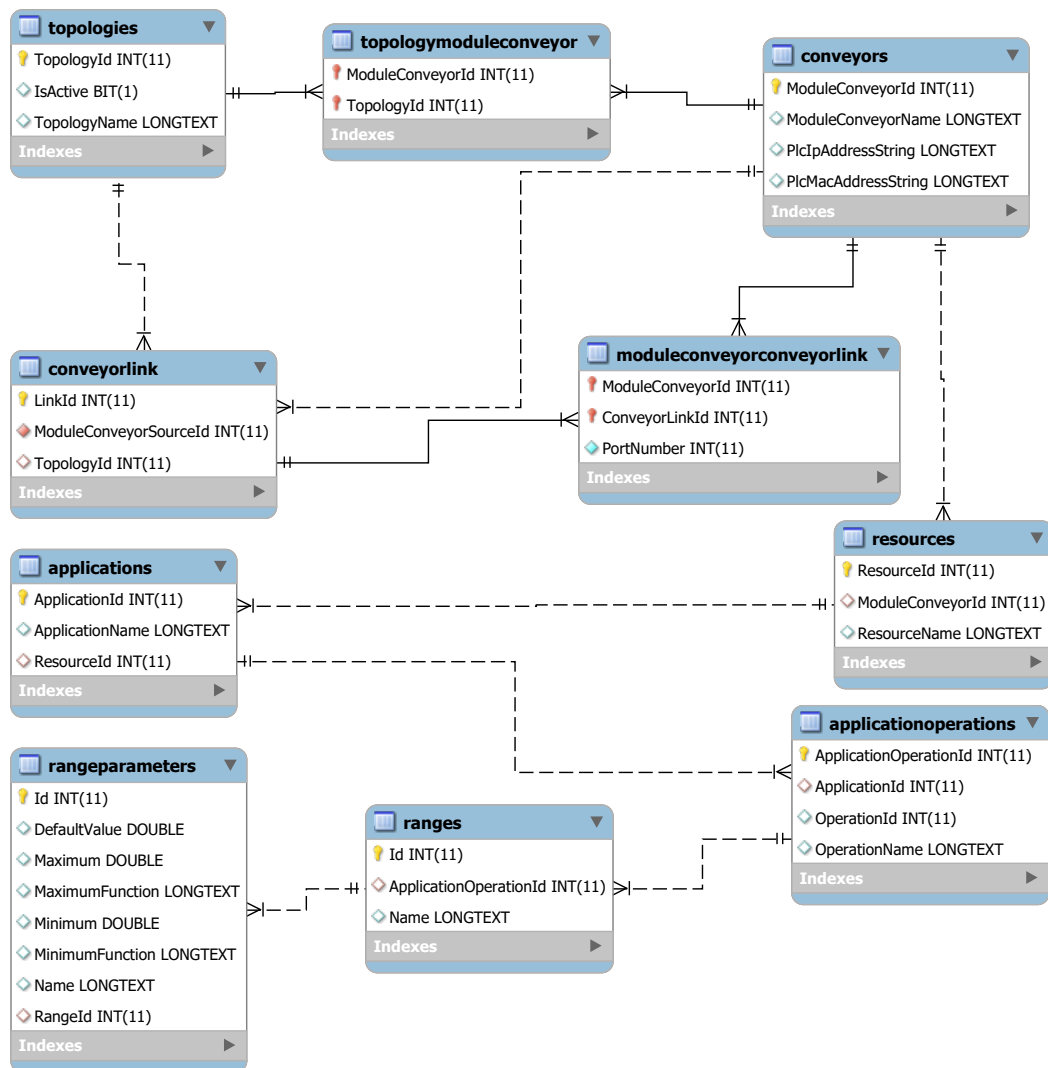 topologies
TopologyId INT(11)
IsActive BIT(1)
TopologyName LONGTEXT
Indexes
topologymoduleconveyor
ModuleConveyorId INT(11)
TopologyId INT(11)
Indexes
conveyors
ModuleConveyorId INT(11)
ModuleConveyorName LONGTEXT
PlcIpAddressString LONGTEXT
PlcMacAddressString LONGTEXT
Indexes
conveyorlink
LinkId INT(11)
ModuleConveyorSourceId INT(11)
TopologyId INT(11)
Indexes
moduleconveyorconveyorlink
ModuleConveyorId INT(11)
ConveyorLinkId INT(11)
PortNumber INT(11)
Indexes
resources
ResourceId INT(11)
ModuleConveyorId INT(11)
ResourceName LONGTEXT
Indexes
applications
ApplicationId INT(11)
ApplicationName LONGTEXT
ResourceId INT(11)
Indexes
applicationoperations
ApplicationOperationId INT(11)
ApplicationId INT(11)
OperationId INT(11)
OperationName LONGTEXT
Indexes
rangeparameters
Id INT(11)
DefaultValue DOUBLE
Maximum DOUBLE
MaximumFunction LONGTEXT
Minimum DOUBLE
MinimumFunction LONGTEXT
Name LONGTEXT
RangeId INT(11)
Indexes
ranges
Id INT(11)
ApplicationOperationId INT(11)
Name LONGTEXT
Indexes